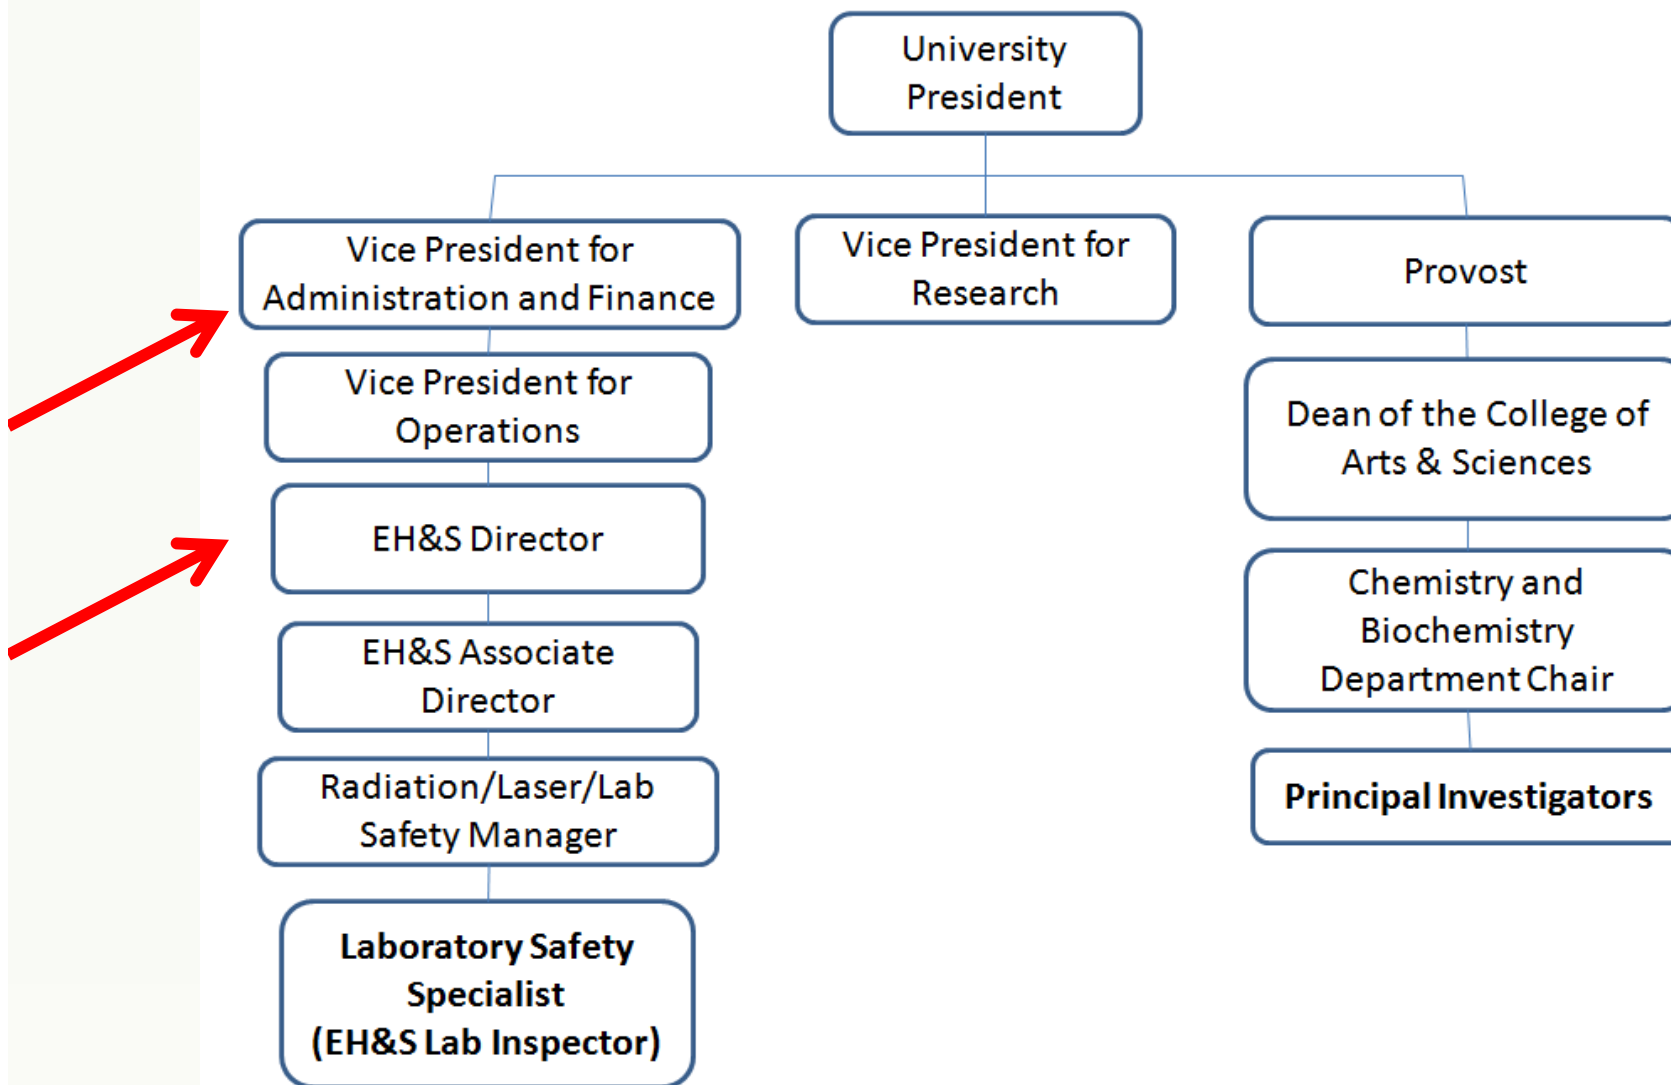 University
President
Vice President for
Administration and Finance
Vice President for
Research
Provost
Vice President for
Operations
Dean of the College of
Arts & Sciences
EH&S Director
Chemistry and
Biochemistry
Department Chair
EH&S Associate
Director
Radiation/Laser/Lab
Safety Manager
Principal Investigators
Laboratory Safety
Specialist
(EH&S Lab Inspector)